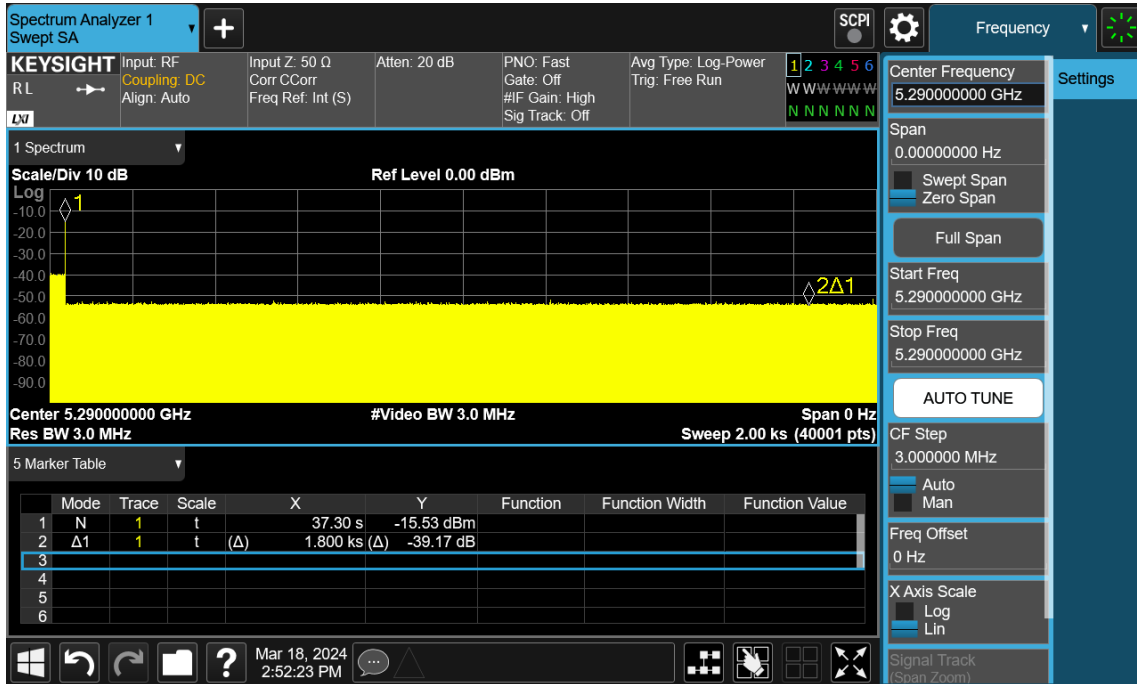 Spectrum Analyzer 1
Swept SA
SCPI
Frequency
KEYSIGHT
R L
LXI
Input: RF
Coupling: DC
Align: Auto
Input Z: 50 Ω
Corr CCorr
Freq Ref: Int (S)
Atten: 20 dB
PNO: Fast
Gate: Off
#IF Gain: High
Sig Track: Off
Avg Type: Log-Power
Trig: Free Run
1 2 3 4 5 6
W W W W W W
N N N N N N
1 Spectrum
Scale/Div 10 dB
Ref Level 0.00 dBm
Log
-10.0
-20.0
-30.0
-40.0
-50.0
-60.0
-70.0
-80.0
-90.0
1
2Δ1
Center 5.290000000 GHz
#Video BW 3.0 MHz
Span 0 Hz
Res BW 3.0 MHz
Sweep 2.00 ks (40001 pts)
5 Marker Table
Mode Trace Scale X Y Function Function Width Function Value
1 N 1 t 37.30 s -15.53 dBm
2 Δ1 1 t (Δ) 1.800 ks (Δ) -39.17 dB
3
4
5
6
Mar 18, 2024
2:52:23 PM
?
Center Frequency
5.290000000 GHz
Settings
Span
0.00000000 Hz
Swept Span
Zero Span
Full Span
Start Freq
5.290000000 GHz
Stop Freq
5.290000000 GHz
AUTO TUNE
CF Step
3.000000 MHz
Auto
Man
Freq Offset
0 Hz
X Axis Scale
Log
Lin
Signal Track
(Span Zoom)